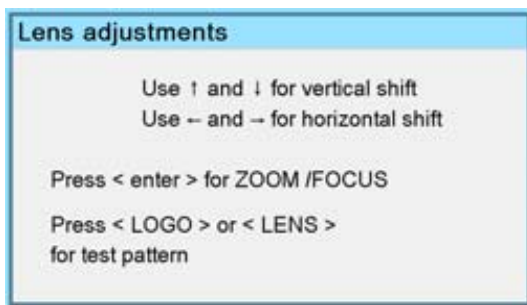 Lens adjustments
Use ↑ and ↓ for vertical shift
Use ← and → for horizontal shift
Press < enter > for ZOOM /FOCUS
Press < LOGO > or < LENS >
for test pattern